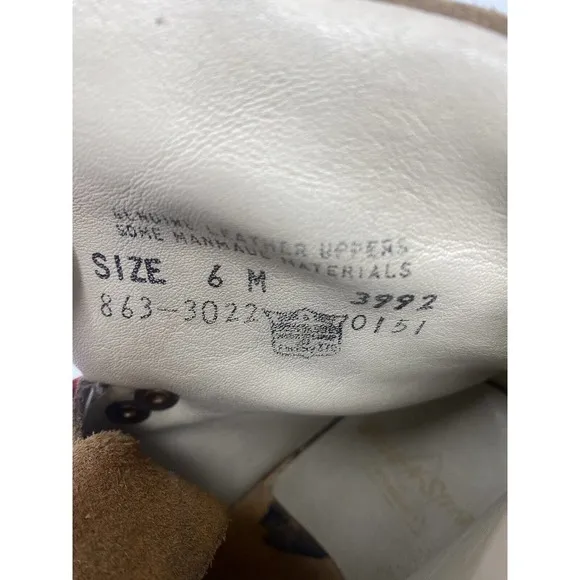 GENUINE LEATHER UPPERS
SOME MANMADE MATERIALS
SIZE 6 M
3992
863-3022 0151